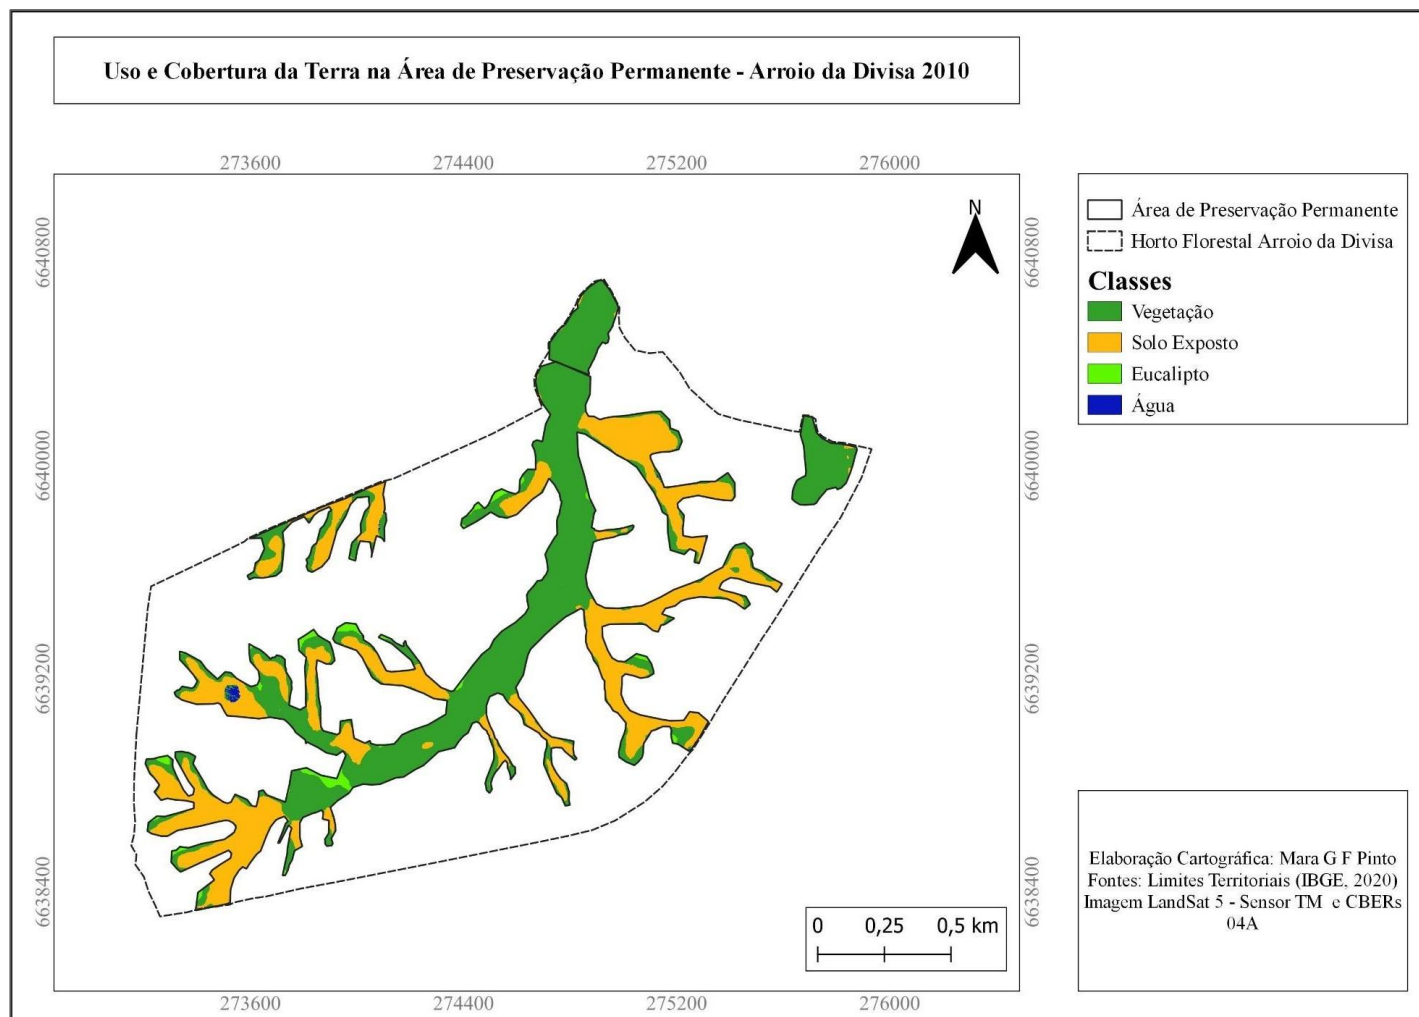 Uso e Cobertura da Terra na Área de Preservação Permanente - Arroio da Divisa 2010
273600 274400 275200 276000
N
6640800 6640800
6640000 6640000
6639200 6639200
6638400 6638400
0 0,25 0,5 km
273600 274400 275200 276000
Área de Preservação Permanente
Horto Florestal Arroio da Divisa
Classes
Vegetação
Solo Exposto
Eucalipto
Água
Elaboração Cartográfica: Mara G F Pinto
Fontes: Limites Territoriais (IBGE, 2020)
Imagem LandSat 5 - Sensor TM e CBERs
04A